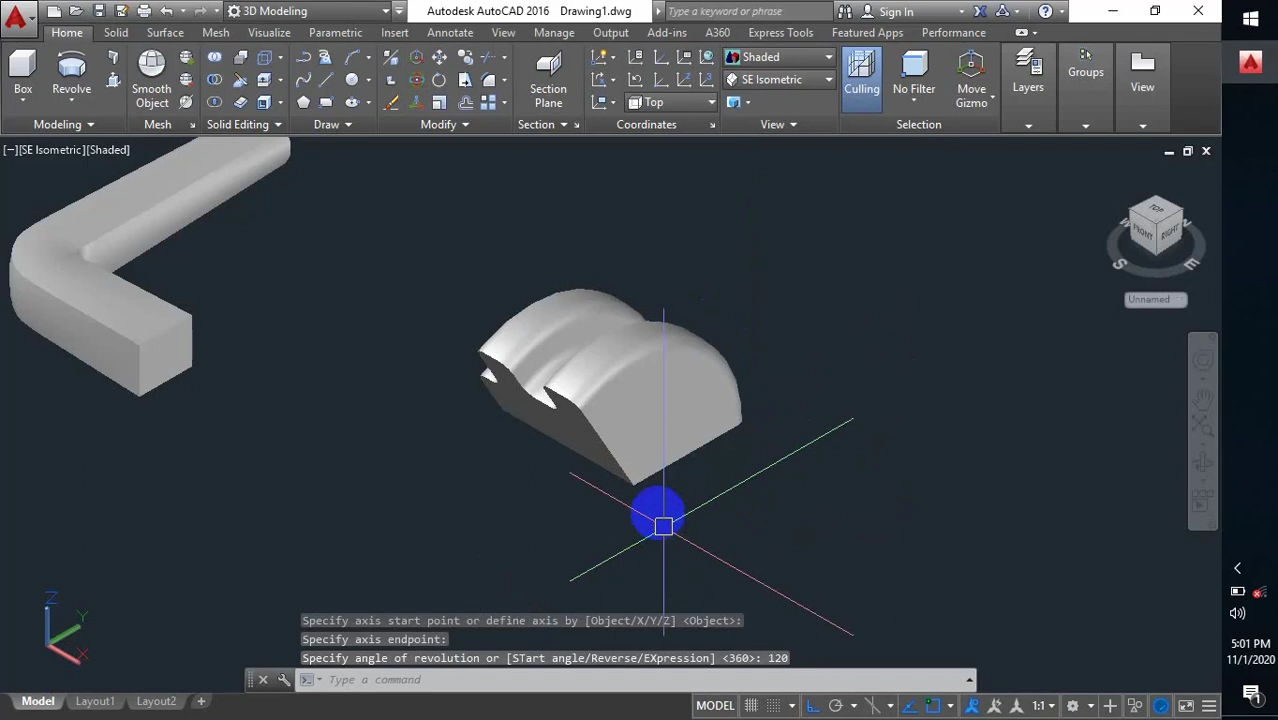 3D Modeling
Autodesk AutoCAD 2016 Drawing1.dwg
Type a keyword or phrase
Sign In
Home Solid Surface Mesh Visualize Parametric Insert Annotate View Manage Output Add-ins A360 Express Tools Featured Apps Performance
Box Revolve
Smooth Object
Section Plane
Shaded
SE Isometric
Top
Culling
No Filter
Move Gizmo
Layers
Groups
View
Modeling Mesh Solid Editing Draw Modify Section Coordinates View Selection
[−][SE Isometric][Shaded]
TOP
FRONT RIGHT
W N
S E
Unnamed
Z
Y
X
Specify axis start point or define axis by [Object/X/Y/Z] <Object>:
Specify axis endpoint:
Specify angle of revolution or [STart angle/Reverse/EXpression] <360>: 120
Type a command
Model Layout1 Layout2 +
MODEL
1:1
5:01 PM
11/1/2020
1